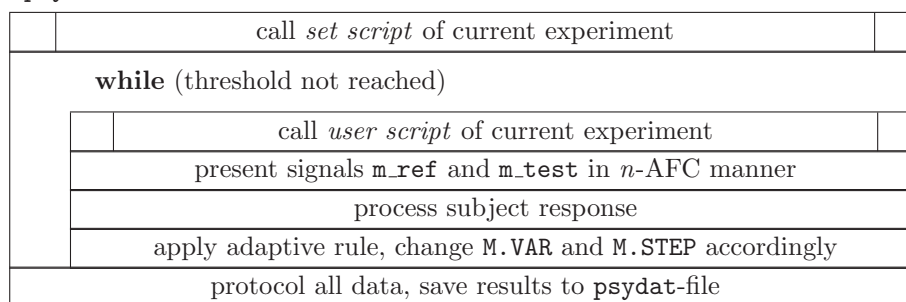 call set script of current experiment
while (threshold not reached)
call user script of current experiment
present signals m_ref and m_test in n-AFC manner
process subject response
apply adaptive rule, change M.VAR and M.STEP accordingly
protocol all data, save results to psydat-file